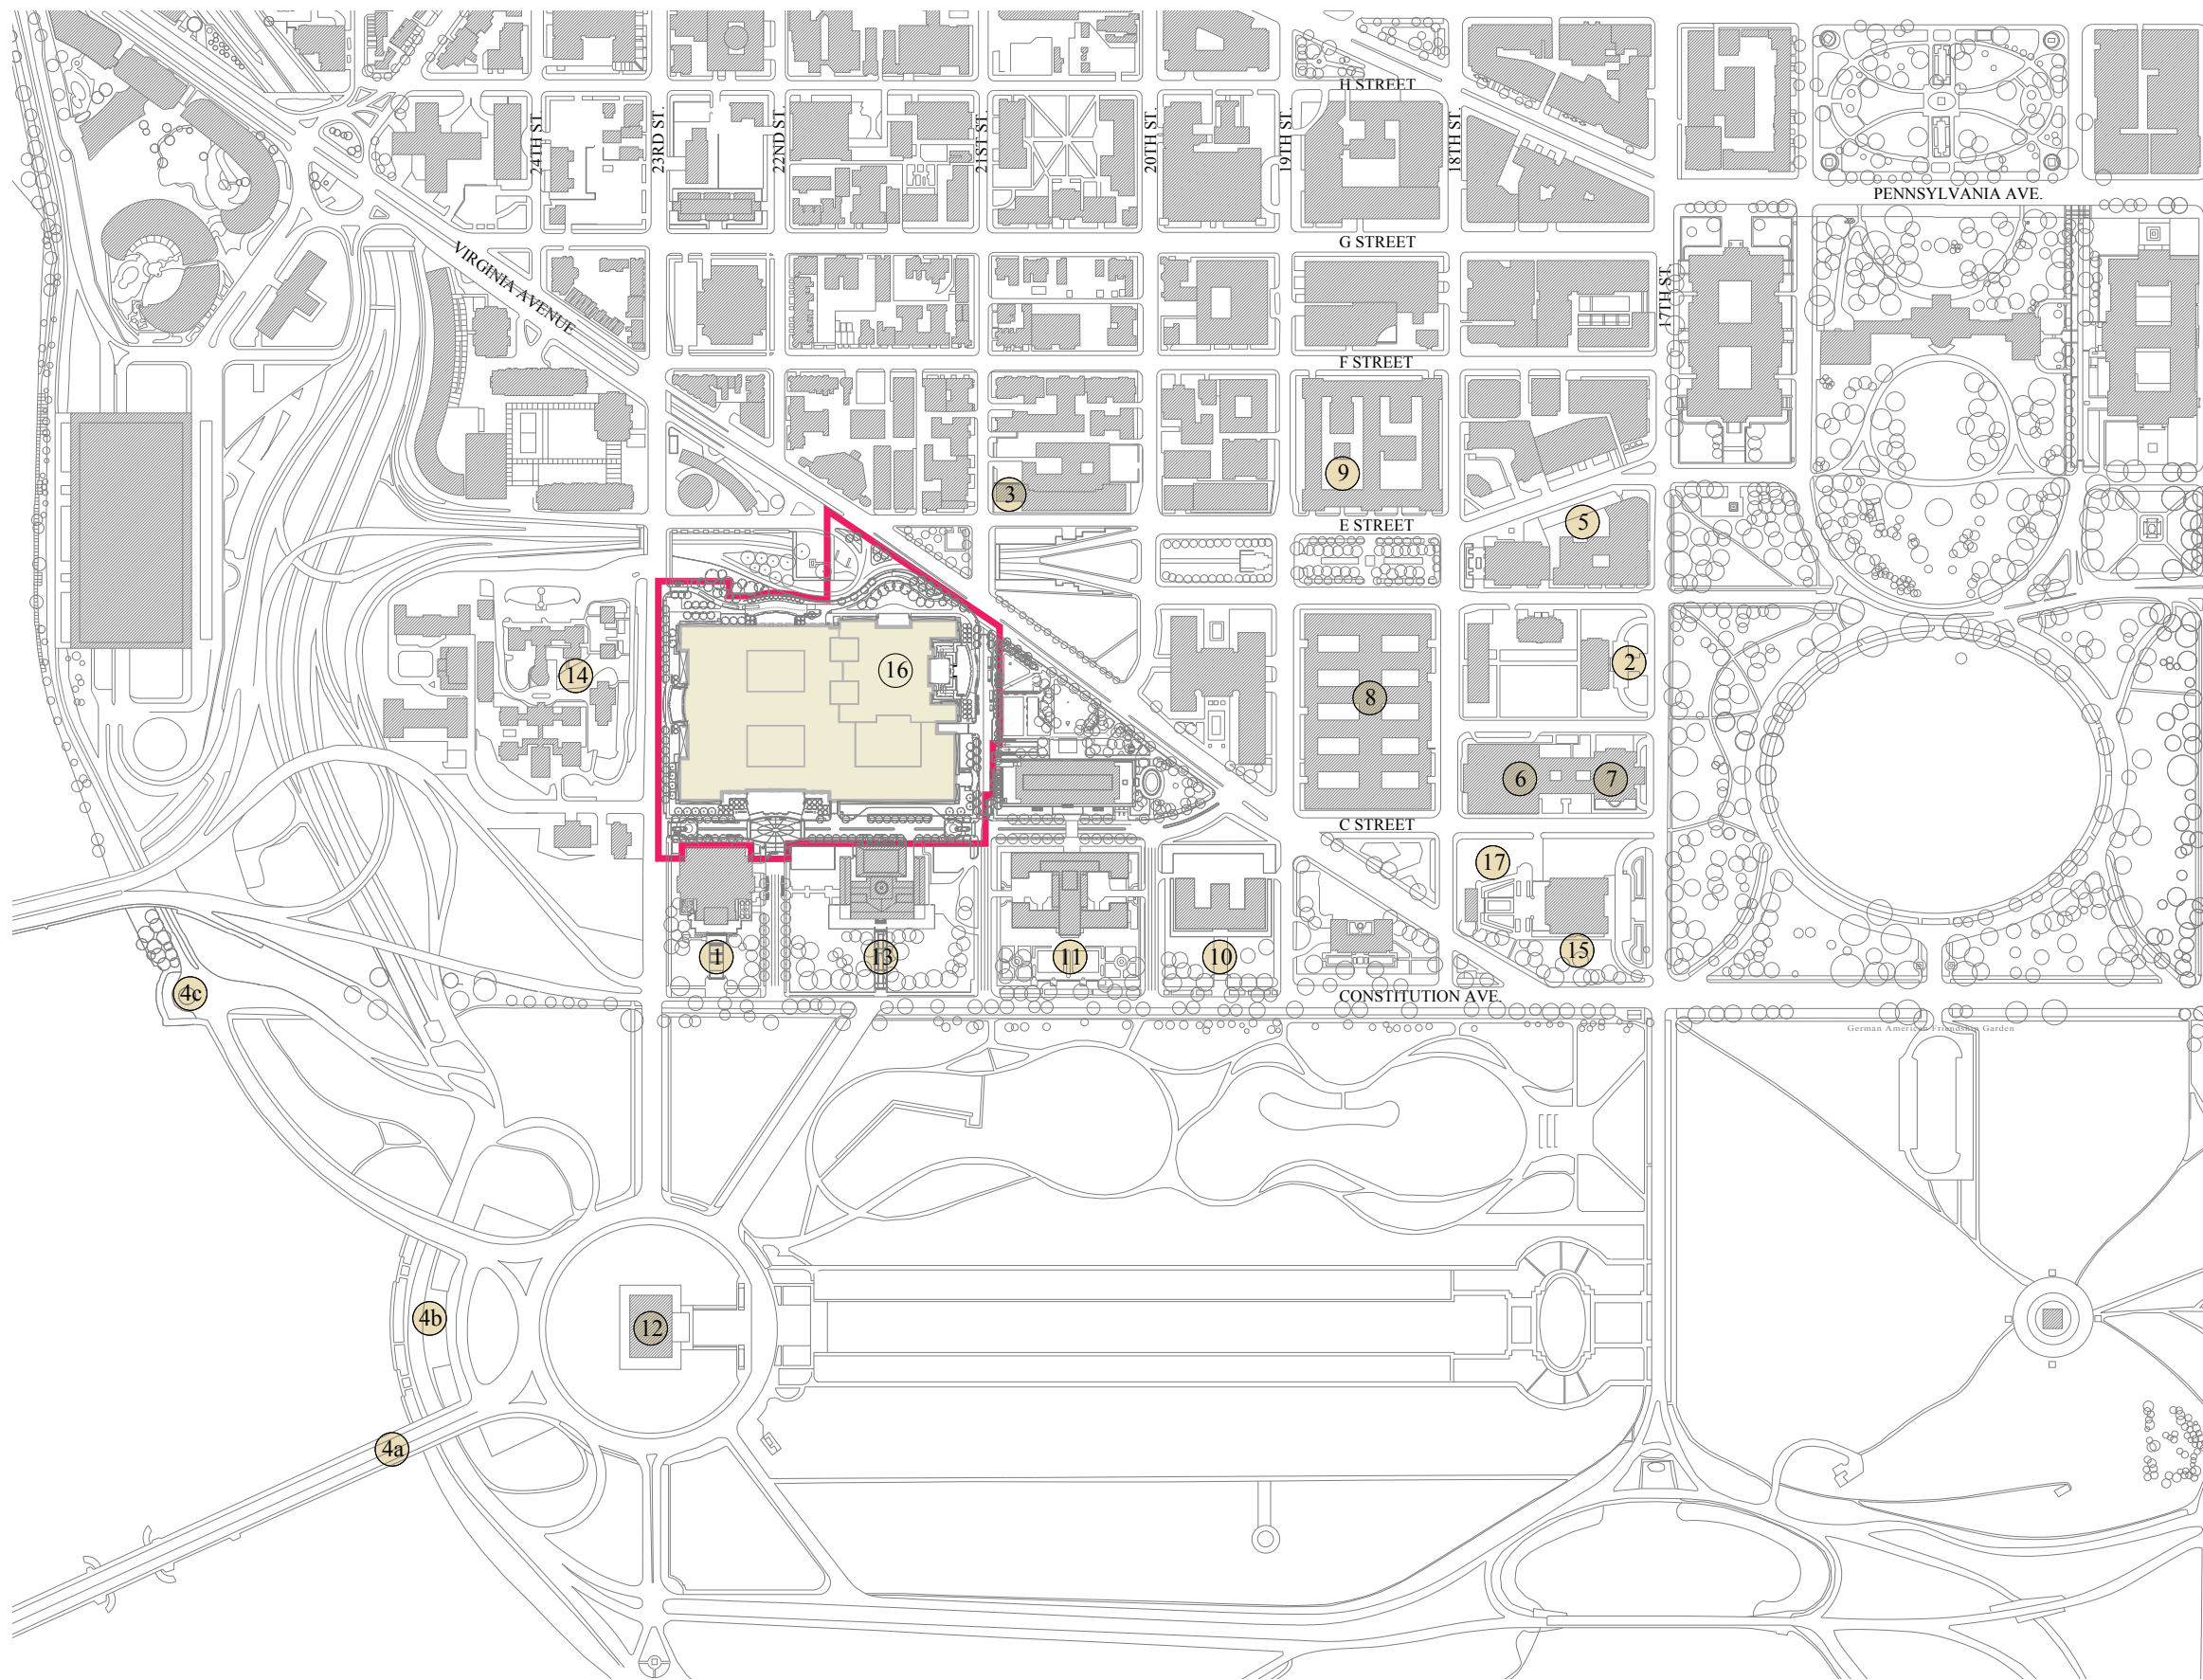 H STREET
24TH ST.
23RD ST.
22ND ST.
21ST ST.
20TH ST.
19TH ST.
18TH ST.
PENNSYLVANIA AVE.
G STREET
VIRGINIA AVENUE
17TH ST.
F STREET
9
3
E STREET
5
2
16
14
8
6
7
C STREET
17
15
1
13
11
10
4c
CONSTITUTION AVE.
German American Friendship Garden
4b
12
4a